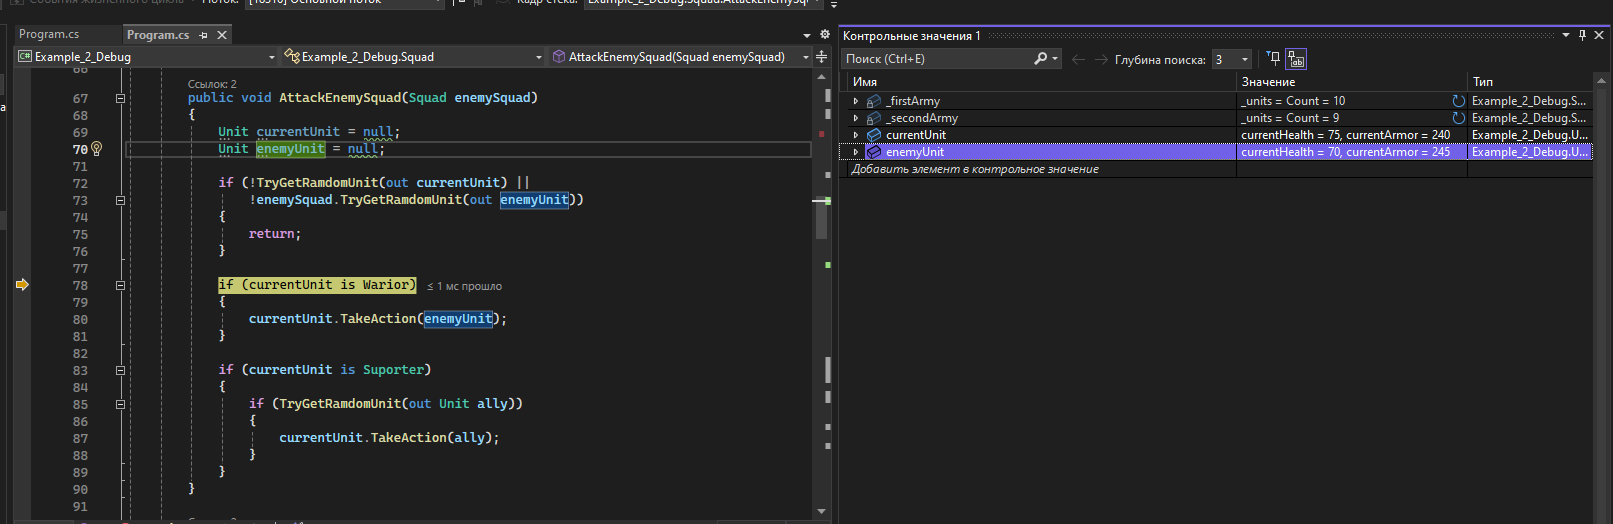 События жизненного цикла
Поток:
[18316] Основной поток
Кадр стека:
Example_2_Debug.Squad.AttackEnemySq
Program.cs
Program.cs
Example_2_Debug
Example_2_Debug.Squad
AttackEnemySquad(Squad enemySquad)
Ссылок: 2
67 public void AttackEnemySquad(Squad enemySquad)
68 {
69 Unit currentUnit = null;
70 Unit enemyUnit = null;
71
72 if (!TryGetRamdomUnit(out currentUnit) ||
73 !enemySquad.TryGetRamdomUnit(out enemyUnit))
74 {
75 return;
76 }
77
78 if (currentUnit is Warior) ≤ 1 мс прошло
79 {
80 currentUnit.TakeAction(enemyUnit);
81 }
82
83 if (currentUnit is Suporter)
84 {
85 if (TryGetRamdomUnit(out Unit ally))
86 {
87 currentUnit.TakeAction(ally);
88 }
89 }
90 }
91
Контрольные значения 1
Поиск (Ctrl+E)
Глубина поиска: 3
Имя Значение Тип
_firstArmy _units = Count = 10 Example_2_Debug.S...
_secondArmy _units = Count = 9 Example_2_Debug.S...
currentUnit currentHealth = 75, currentArmor = 240 Example_2_Debug.U...
enemyUnit currentHealth = 70, currentArmor = 245 Example_2_Debug.U...
Добавить элемент в контрольное значение